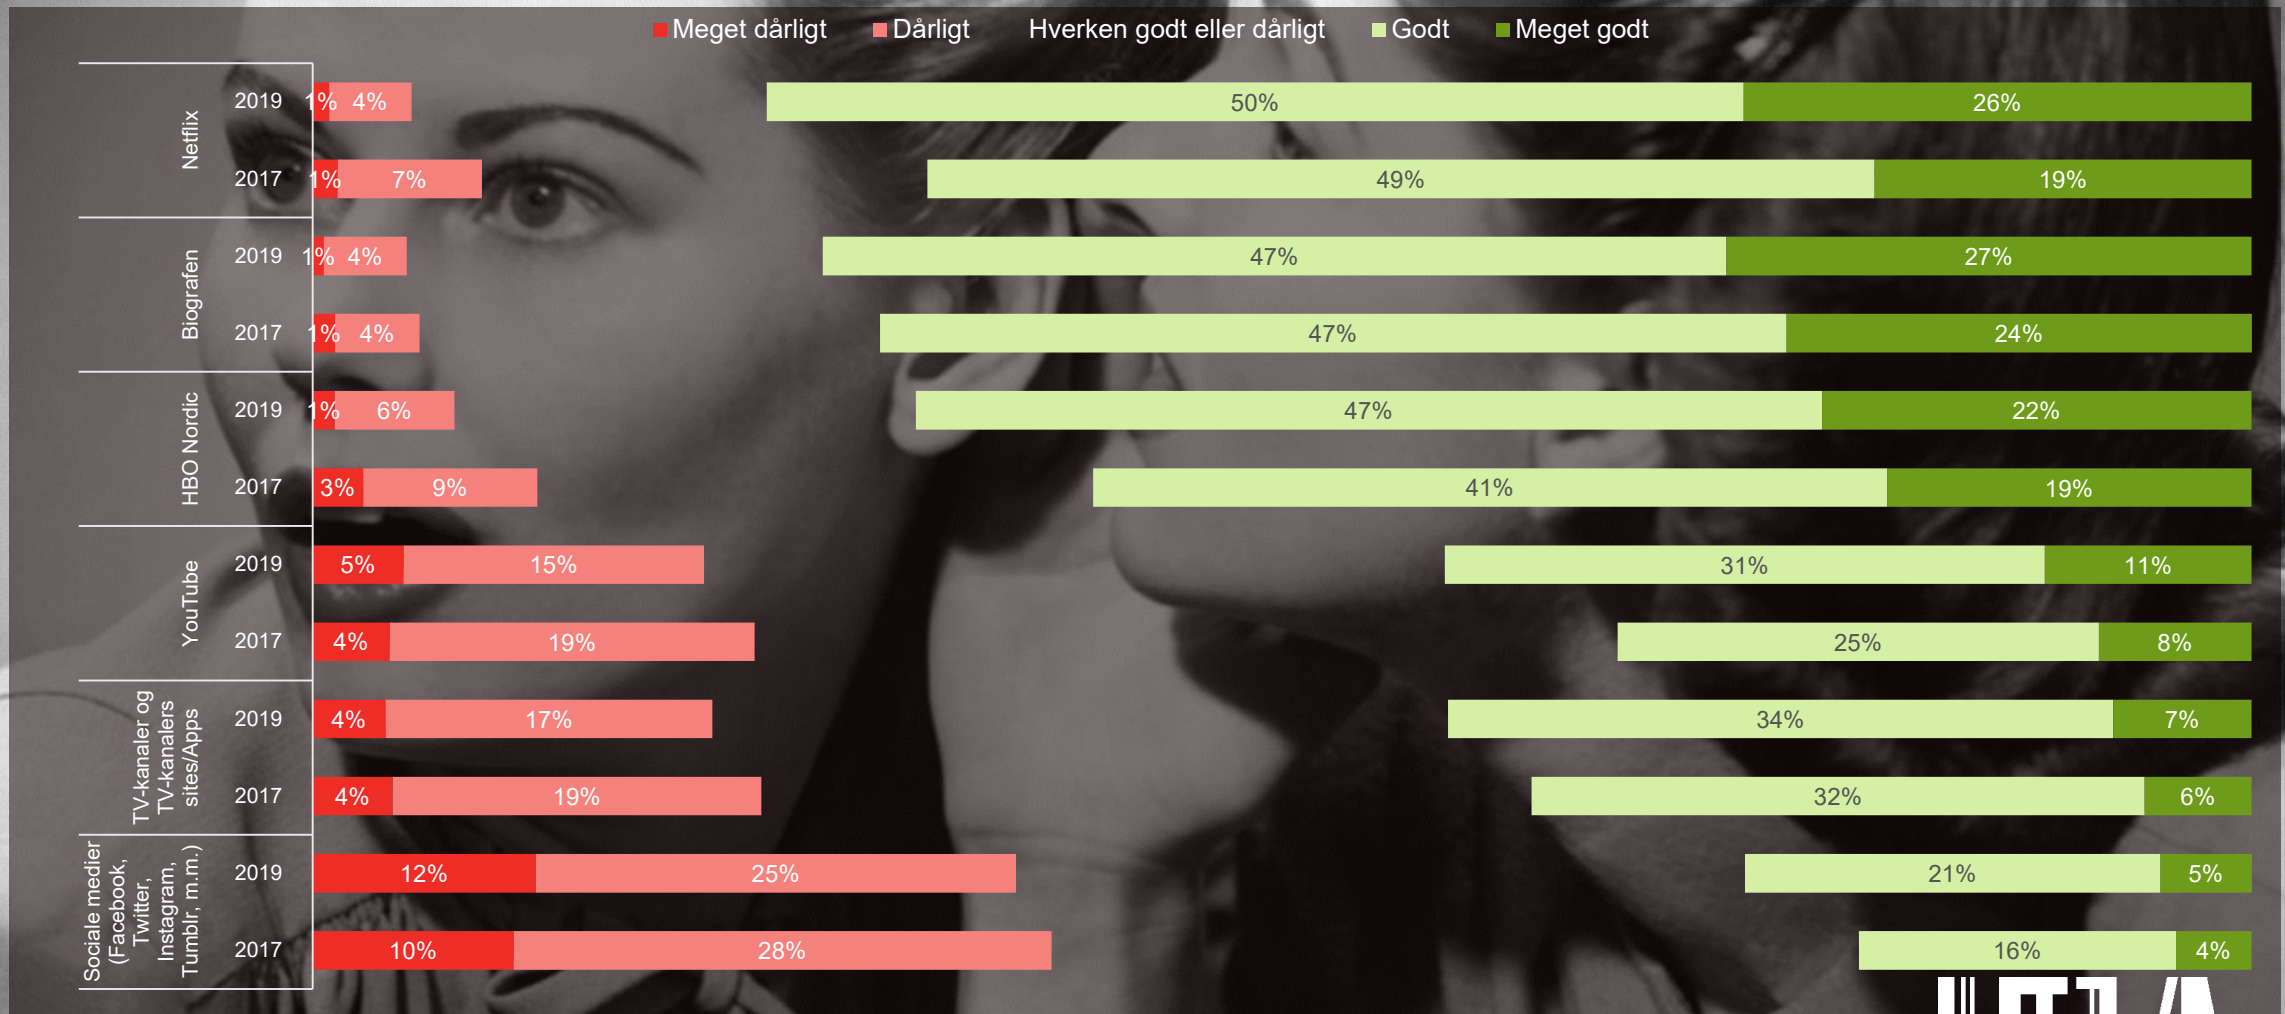 Meget dårligt Dårligt Hverken godt eller dårligt Godt Meget godt
Netflix
2019 1% 4% 50% 26%
2017 1% 7% 49% 19%
Biografen
2019 1% 4% 47% 27%
2017 1% 4% 47% 24%
HBO Nordic
2019 1% 6% 47% 22%
2017 3% 9% 41% 19%
YouTube
2019 5% 15% 31% 11%
2017 4% 19% 25% 8%
TV-kanaler og
TV-kanalers
sites/Apps
2019 4% 17% 34% 7%
2017 4% 19% 32% 6%
Sociale medier
(Facebook,
Twitter,
Instagram,
Tumblr, m.m.)
2019 12% 25% 21% 5%
2017 10% 28% 16% 4%